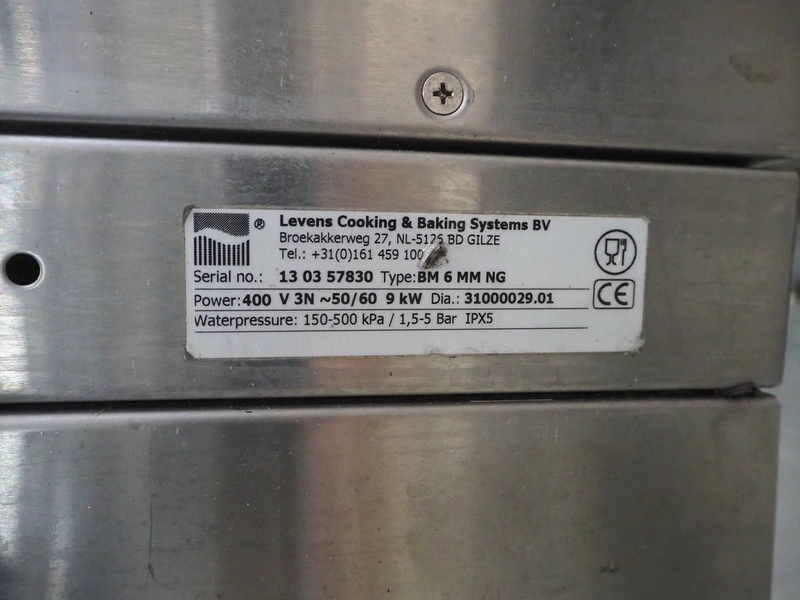 ® Levens Cooking & Baking Systems BV
Broekakkerweg 27, NL-5126 BD GILZE
Tel.: +31(0)161 459 100
Serial no.: 13 03 57830 Type:BM 6 MM NG
Power:400 V 3N ~50/60 9 kW Dia.: 31000029.01
CE
Waterpressure: 150-500 kPa / 1,5-5 Bar IPX5